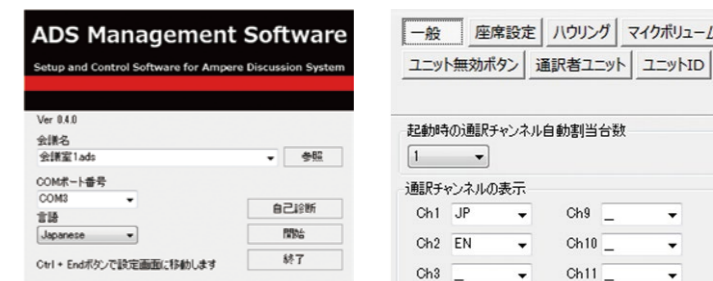 ADS Management Software
Setup and Control Software for Ampere Discussion System
Ver 0.4.0
会議名
会議室1.ads
参照
COMポート番号
COM3
言語
Japanese
自己診断
開始
終了
Ctrl + Endボタンで設定画面に移動します
一般 座席設定 ハウリング マイクボリューム
ユニット無効ボタン 通訳者ユニット ユニットID
起動時の通訳チャンネル自動割当台数
1
通訳チャンネルの表示
Ch1 JP Ch9 _
Ch2 EN Ch10 _
Ch3 _ Ch11 _